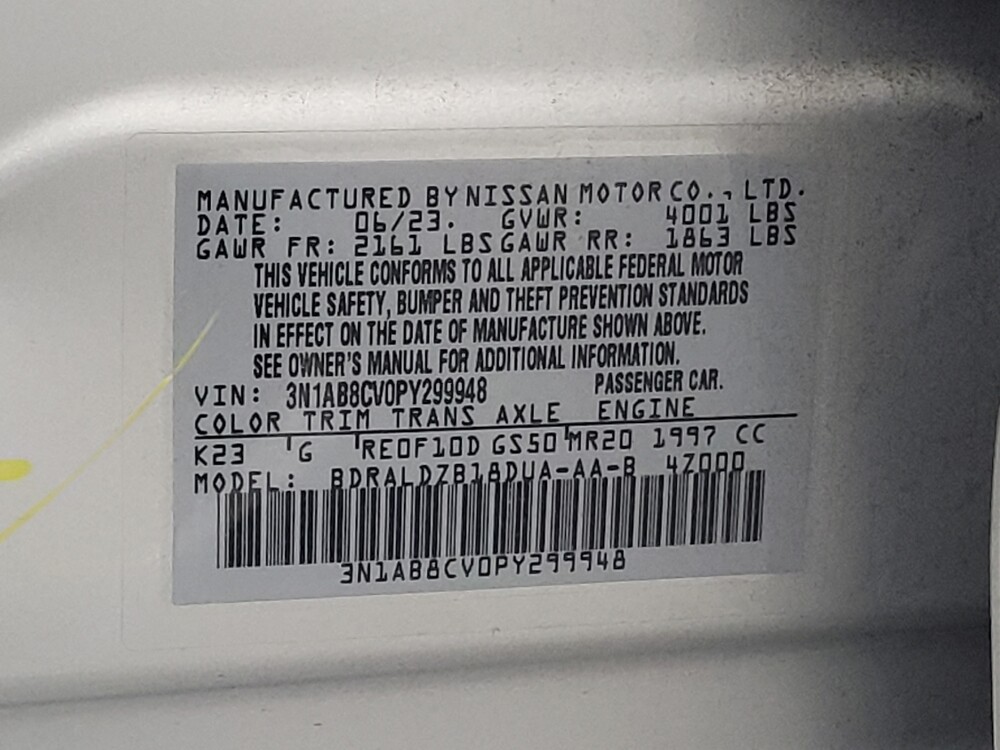 MANUFACTURED BY NISSAN MOTOR CO., LTD.
DATE: 06/23. GVWR: 4001 LBS
GAWR FR: 2161 LBS GAWR RR: 1863 LBS
THIS VEHICLE CONFORMS TO ALL APPLICABLE FEDERAL MOTOR
VEHICLE SAFETY, BUMPER AND THEFT PREVENTION STANDARDS
IN EFFECT ON THE DATE OF MANUFACTURE SHOWN ABOVE.
SEE OWNER'S MANUAL FOR ADDITIONAL INFORMATION.
VIN: 3N1AB8CV0PY299948 PASSENGER CAR.
COLOR TRIM TRANS AXLE ENGINE
K23 G RE0F10D GS50 MR20 1997 CC
MODEL: BDRALDZB18DUA-AA-B 4Z000
3N1AB8CV0PY299948